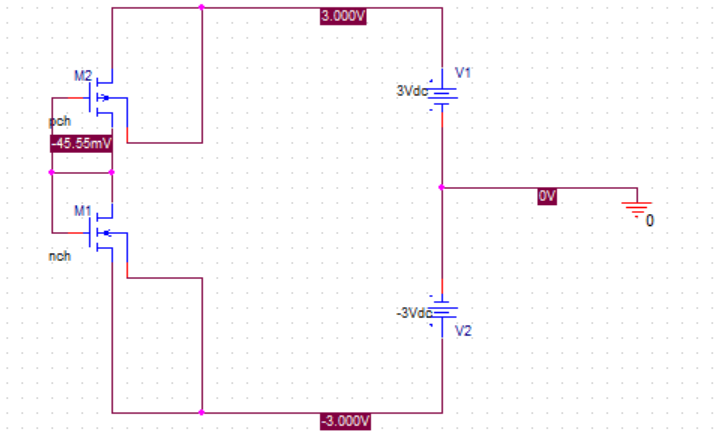 3.000V
M2
V1
3Vdc
pch
-45.55mV
0V
M1
0
nch
-3Vdc
V2
-3.000V